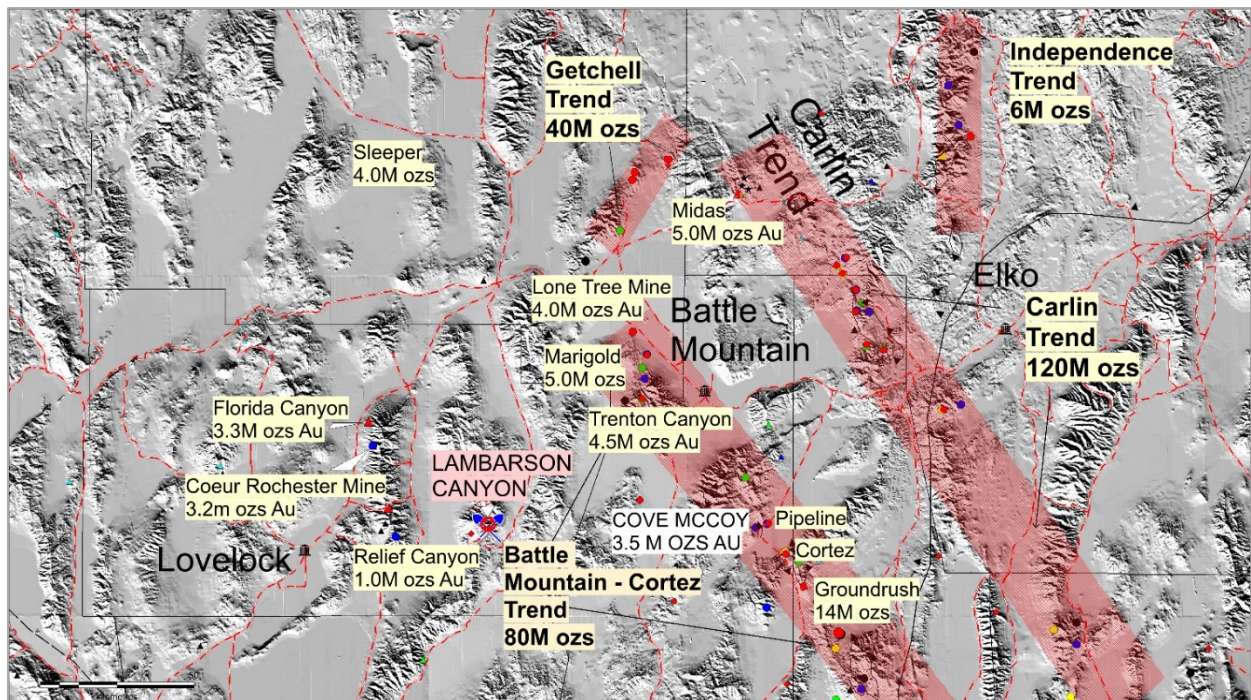 Getchell
Trend
40M ozs
Independence
Trend
6M ozs
Carlin
Trend
Sleeper
4.0M ozs
Midas
5.0M ozs Au
Elko
Lone Tree Mine
4.0M ozs Au
Battle
Mountain
Carlin
Trend
120M ozs
Marigold
5.0M ozs
Florida Canyon
3.3M ozs Au
Trenton Canyon
4.5M ozs Au
LAMBARSON
CANYON
Coeur Rochester Mine
3.2m ozs Au
COVE MCCOY
3.5 M OZS AU
Pipeline
Cortez
Lovelock
Relief Canyon
1.0M ozs Au
Battle
Mountain - Cortez
Trend
80M ozs
Groundrush
14M ozs